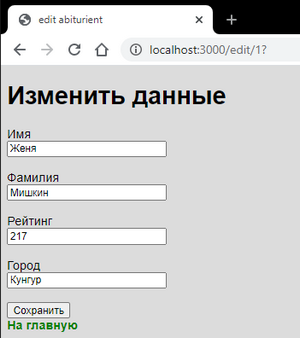 edit abiturient
localhost:3000/edit/1?
Изменить данные
Имя
Женя
Фамилия
Мишкин
Рейтинг
217
Город
Кунгур
Сохранить
На главную